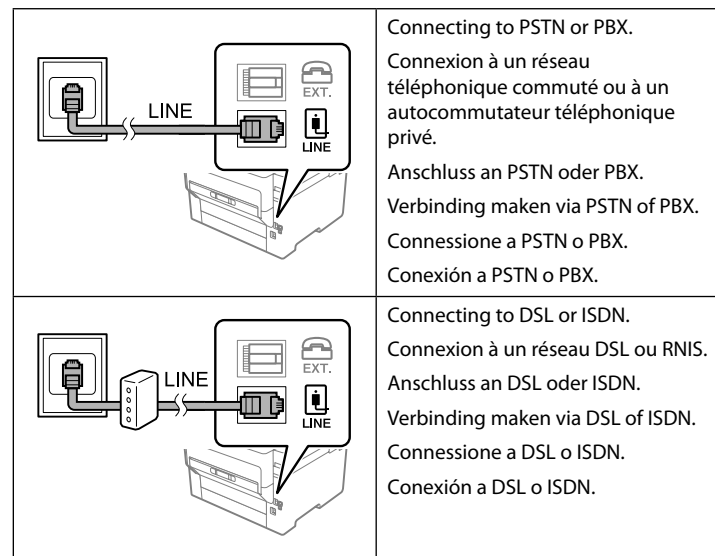 LINE
EXT.
LINE
Connecting to PSTN or PBX.
Connexion à un réseau
téléphonique commuté ou à un
autocommutateur téléphonique
privé.
Anschluss an PSTN oder PBX.
Verbinding maken via PSTN of PBX.
Connessione a PSTN o PBX.
Conexión a PSTN o PBX.
LINE
EXT.
LINE
Connecting to DSL or ISDN.
Connexion à un réseau DSL ou RNIS.
Anschluss an DSL oder ISDN.
Verbinding maken via DSL of ISDN.
Connessione a DSL o ISDN.
Conexión a DSL o ISDN.